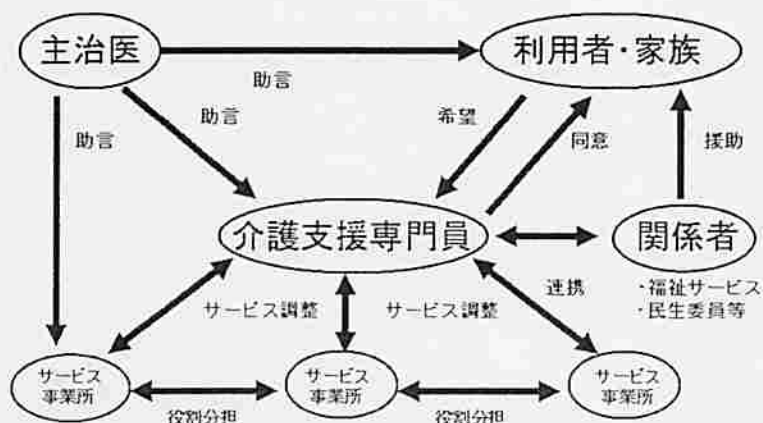 主治医
利用者・家族
助言
助言
助言
希望
同意
援助
介護支援専門員
関係者
・福祉サービス
・民生委員等
連携
サービス調整
サービス調整
サービス
事業所
サービス
事業所
サービス
事業所
役割分担
役割分担